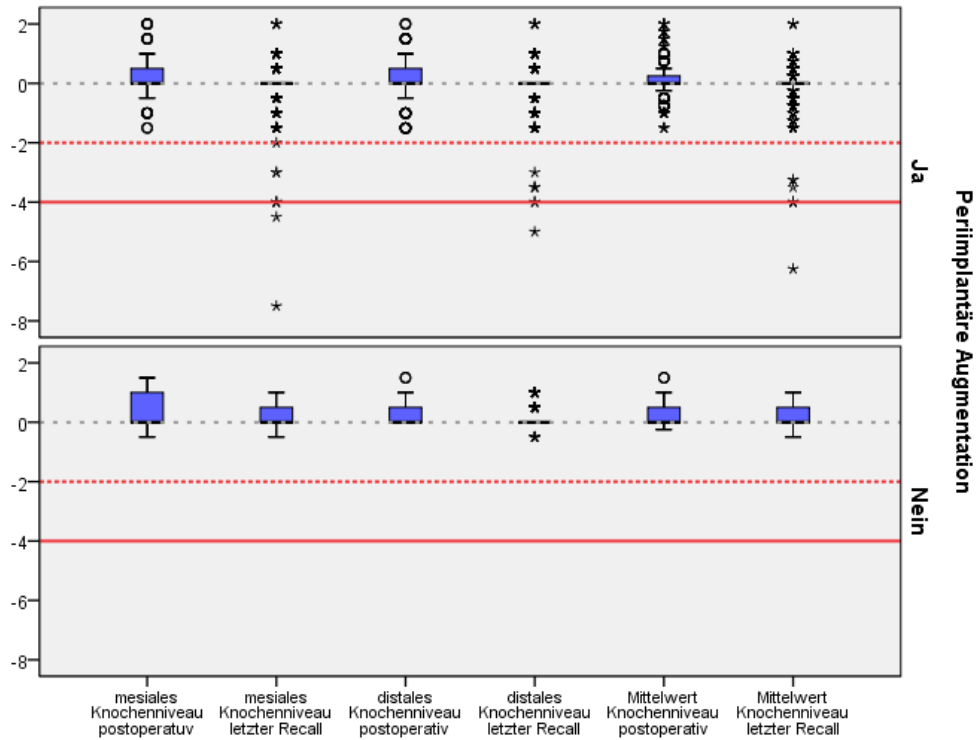 2
0
-2
-4
-6
-8
Ja
2
0
-2
-4
-6
-8
Nein
Periimplantäre Augmentation
mesiales
Knochenniveau
postoperatuv
mesiales
Knochenniveau
letzter Recall
distales
Knochenniveau
postoperativ
distales
Knochenniveau
letzter Recall
Mittelwert
Knochenniveau
postoperativ
Mittelwert
Knochenniveau
letzter Recall